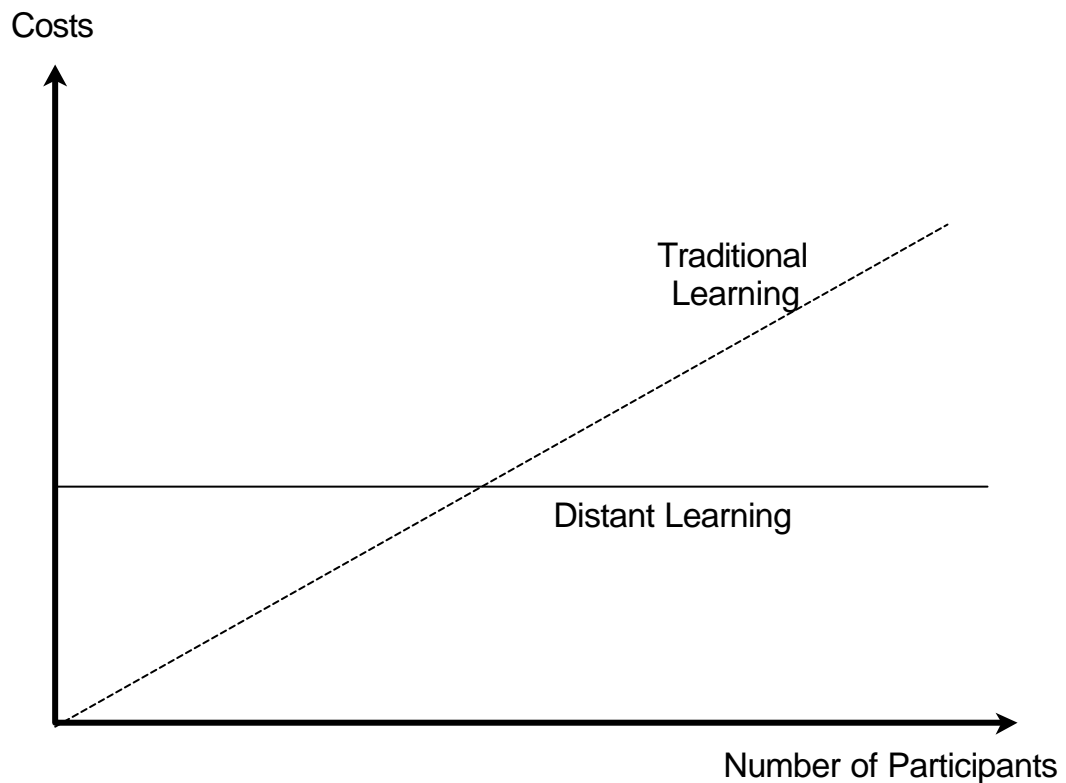 Costs
Traditional
Learning
Distant Learning
Number of Participants